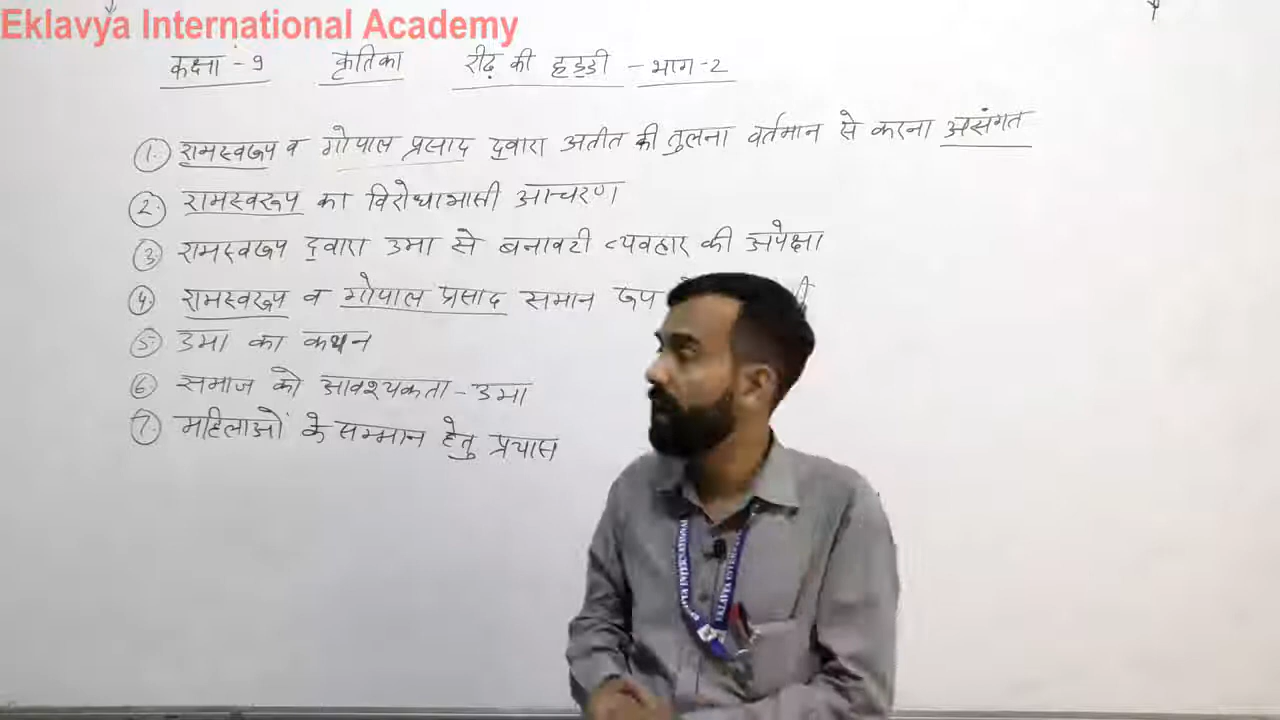 Eklavya International Academy
कक्षा - 9 कृतिका रीढ़ की हड्डी - भाग-2
1. रामस्वरूप व गोपाल प्रसाद द्वारा अतीत की तुलना वर्तमान से करना असंगत
2. रामस्वरूप का विरोधाभासी आचरण
3. रामस्वरूप द्वारा उमा से बनावटी व्यवहार की अपेक्षा
4. रामस्वरूप व गोपाल प्रसाद समान रूप
5. उमा का कथन
6. समाज को आवश्यकता - उमा
7. महिलाओं के सम्मान हेतु प्रयास
EKLAVYA INTERNATIONAL